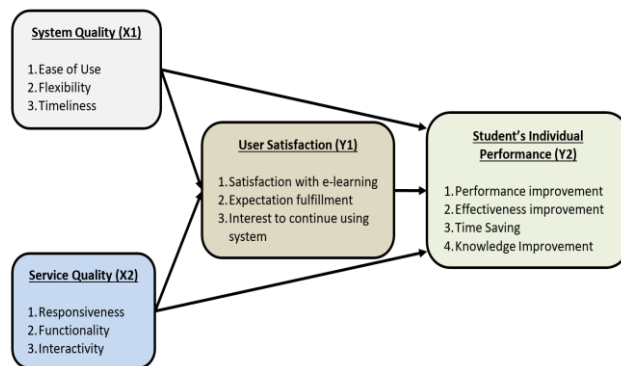 System Quality (X1)
1.Ease of Use
2.Flexibility
3.Timeliness
User Satisfaction (Y1)
1.Satisfaction with e-learning
2.Expectation fulfillment
3.Interest to continue using
system
Student's Individual
Performance (Y2)
1.Performance improvement
2.Effectiveness improvement
3.Time Saving
4.Knowledge Improvement
Service Quality (X2)
1.Responsiveness
2.Functionality
3.Interactivity